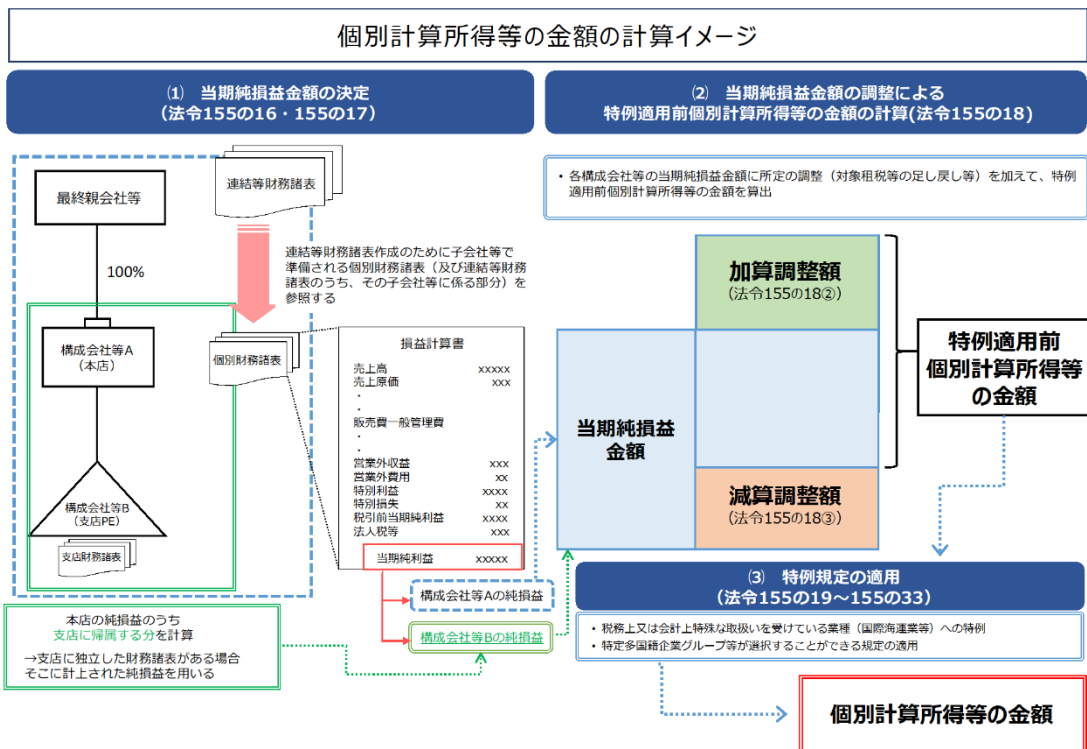 個別計算所得等の金額の計算イメージ
⑴ 当期純損益金額の決定
（法令155の16・155の17）
連結等財務諸表
最終親会社等
100%
連結等財務諸表作成のために子会社等で
準備される個別財務諸表（及び連結等財務
諸表のうち、その子会社等に係る部分）を
参照する
構成会社等A
（本店）
個別財務諸表
構成会社等B
（支店PE）
支店財務諸表
損益計算書
売上高 xxxxx
売上原価 xxx
・
・
販売費一般管理費
・
・
営業外収益 xxx
営業外費用 xx
特別利益 xxxx
特別損失 xx
税引前当期純利益 xxxx
法人税等 xxx
当期純利益 xxxxx
構成会社等Aの純損益
構成会社等Bの純損益
本店の純損益のうち
支店に帰属する分を計算
→支店に独立した財務諸表がある場合
そこに計上された純損益を用いる
⑵ 当期純損益金額の調整による
特例適用前個別計算所得等の金額の計算(法令155の18)
・ 各構成会社等の当期純損益金額に所定の調整（対象租税等の足し戻し等）を加えて、特例
適用前個別計算所得等の金額を算出
加算調整額
（法令155の18②）
当期純損益
金額
減算調整額
（法令155の18③）
特例適用前
個別計算所得等
の金額
⑶ 特例規定の適用
（法令155の19～155の33）
・ 税務上又は会計上特殊な取扱いを受けている業種（国際海運業等）への特例
・ 特定多国籍企業グループ等が選択することができる規定の適用
個別計算所得等の金額